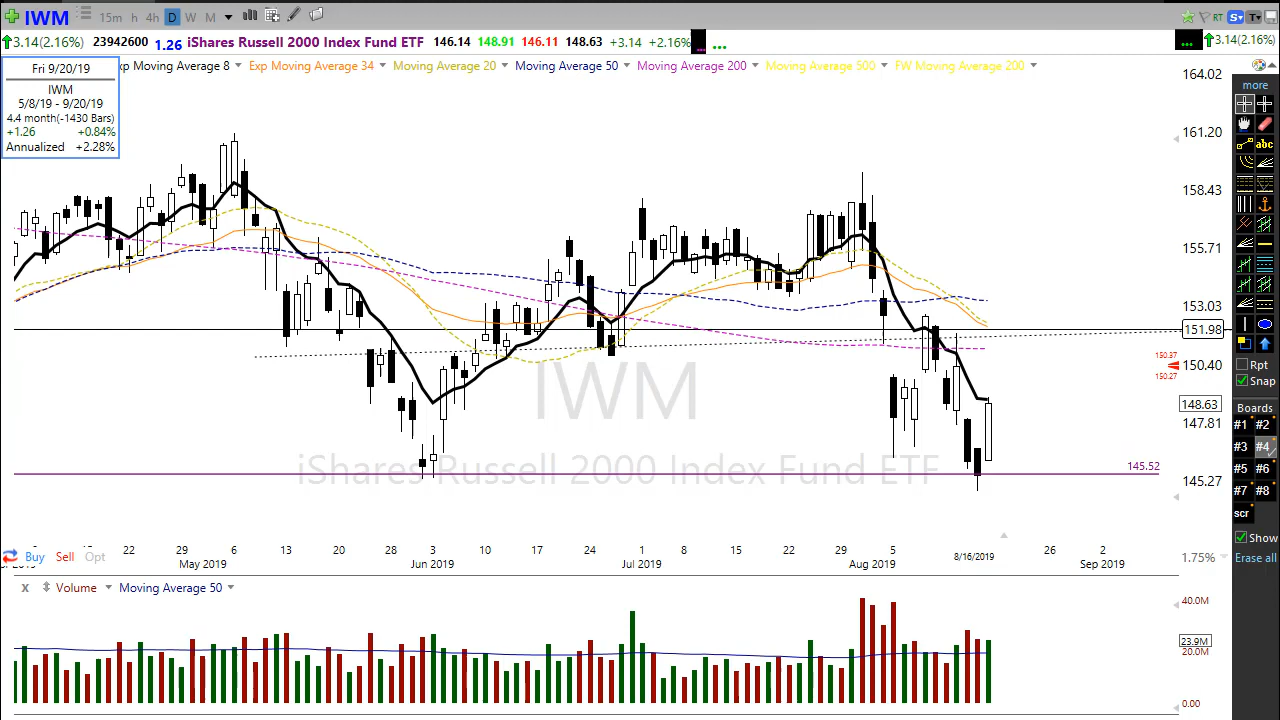 IWM 15m h 4h D W M RT S T
3.14(2.16%) 23942600 1.26 iShares Russell 2000 Index Fund ETF 146.14 148.91 146.11 148.63 +3.14 +2.16% ... ... 3.14(2.16%)
xp Moving Average 8 Exp Moving Average 34 Moving Average 20 Moving Average 50 Moving Average 200 Moving Average 500 FW Moving Average 200
Fri 9/20/19
IWM
5/8/19 - 9/20/19
4.4 month(-1430 Bars)
+1.26 +0.84%
Annualized +2.28%
164.02
161.20
158.43
155.71
153.03
151.98
150.37
150.40
150.27
148.63
147.81
145.52
145.27
IWM
iShares Russell 2000 Index Fund ETF
more
abc
Rpt
Snap
Boards
#1 #2
#3 #4
#5 #6
#7 #8
scr
Show
Erase all
22 29 6 13 20 28 3 10 17 24 1 8 15 22 29 5 8/16/2019 26 2
May 2019 Jun 2019 Jul 2019 Aug 2019 Sep 2019
Buy Sell Opt 1.75%
x Volume Moving Average 50
40.0M
23.9M
20.0M
0.00